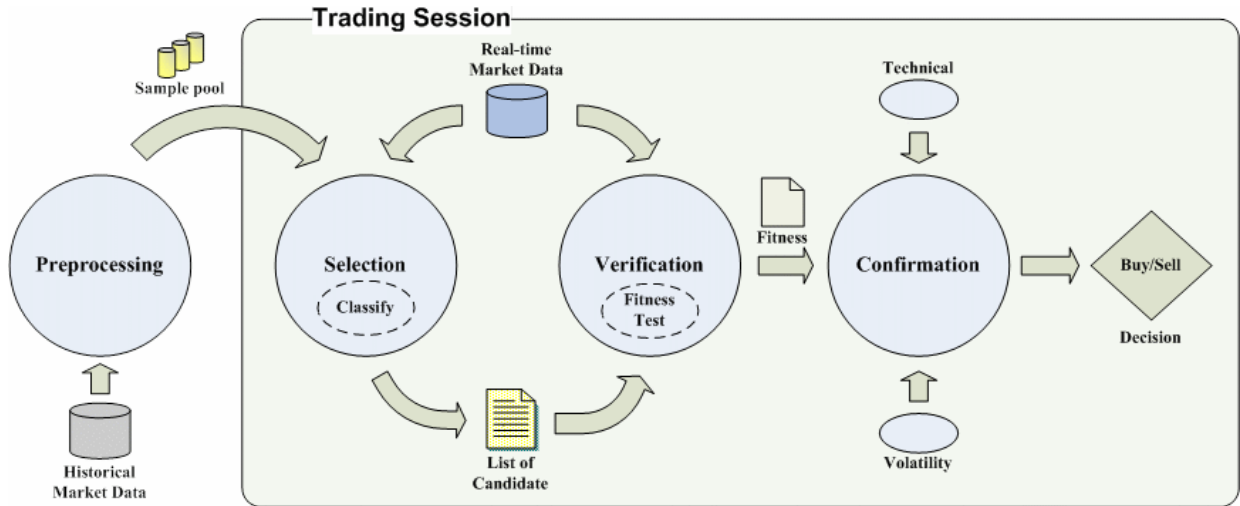 Trading Session
Sample pool
Real-time
Market Data
Technical
Preprocessing
Selection
Classify
Verification
Fitness
Test
Fitness
Confirmation
Buy/Sell
Decision
Historical
Market Data
List of
Candidate
Volatility